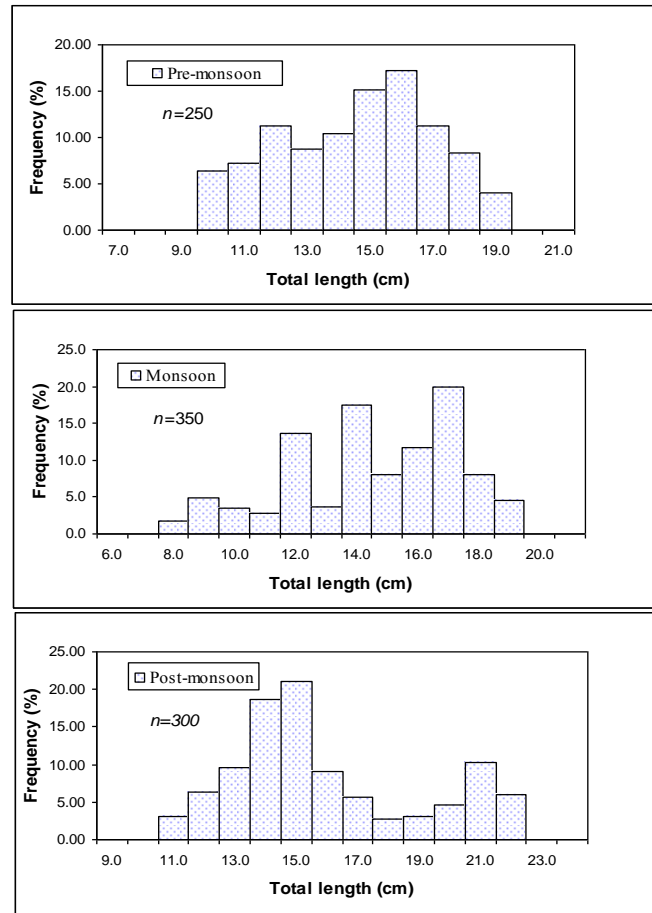 20.00
Pre-monsoon
15.00
n=250
10.00
5.00
0.00
Frequency (%)
7.0 9.0 11.0 13.0 15.0 17.0 19.0 21.0
Total length (cm)
25.0
Monsoon
20.0
n=350
15.0
10.0
5.0
0.0
Frequency (%)
6.0 8.0 10.0 12.0 14.0 16.0 18.0 20.0
Total length (cm)
25.00
Post-monsoon
20.00
n=300
15.00
10.00
5.00
0.00
Frequency (%)
9.0 11.0 13.0 15.0 17.0 19.0 21.0 23.0
Total length (cm)